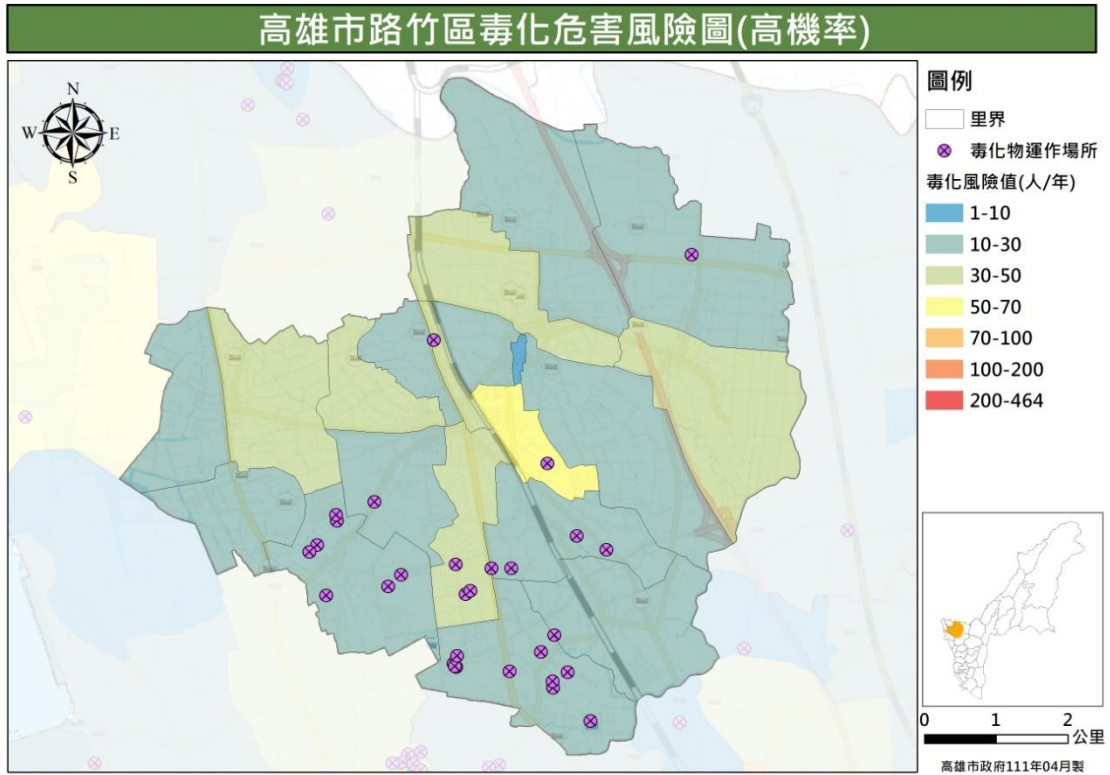 高雄市路竹區毒化危害風險圖(高機率)
N
W
E
S
圖例
里界
毒化物運作場所
毒化風險值(人/年)
1-10
10-30
30-50
50-70
70-100
100-200
200-464
0 1 2
公里
高雄市政府111年04月製